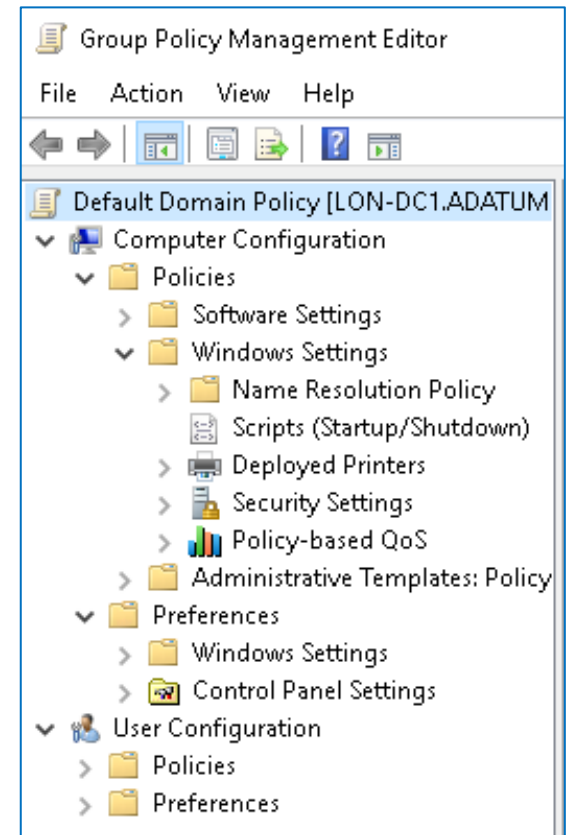 Group Policy Management Editor
File Action View Help
?
Default Domain Policy [LON-DC1.ADATUM
Computer Configuration
Policies
Software Settings
Windows Settings
Name Resolution Policy
Scripts (Startup/Shutdown)
Deployed Printers
Security Settings
Policy-based QoS
Administrative Templates: Policy
Preferences
Windows Settings
Control Panel Settings
User Configuration
Policies
Preferences